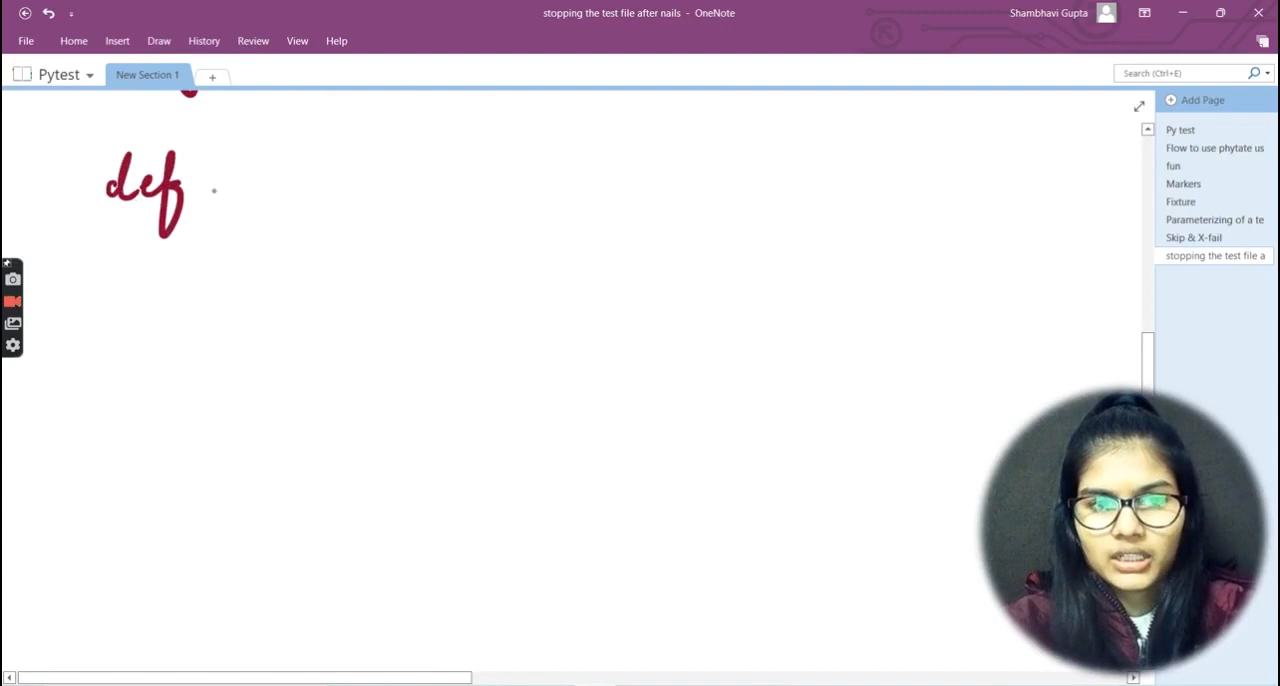 stopping the test file after nails - OneNote
Shambhavi Gupta
File Home Insert Draw History Review View Help
Pytest New Section 1 +
Search (Ctrl+E)
Add Page
def
Py test
Flow to use phytate us
fun
Markers
Fixture
Parameterizing of a te
Skip & X-fail
stopping the test file a